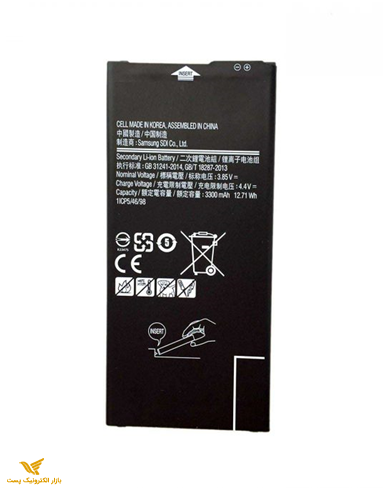 INSERT
CELL MADE IN KOREA, ASSEMBLED IN CHINA
中國製造 / 中国制造
制造商 : Samsung SDI Co., Ltd.
Secondary Li-ion Battery / 二次鋰電池組 / 锂离子电池组
执行标准 : GB 31241-2014, GB/T 18287-2013
Nominal Voltage / 標稱電壓 / 标称电压 : 3.85V⎓
Charge Voltage / 充電限制電壓 / 充电限制电压 : 4.4V⎓
Capacity / 額定電容量 / 额定容量 : 3300 mAh 12.71 Wh
1ICP5/46/98
CE
INSERT
بازار الکترونیک پست